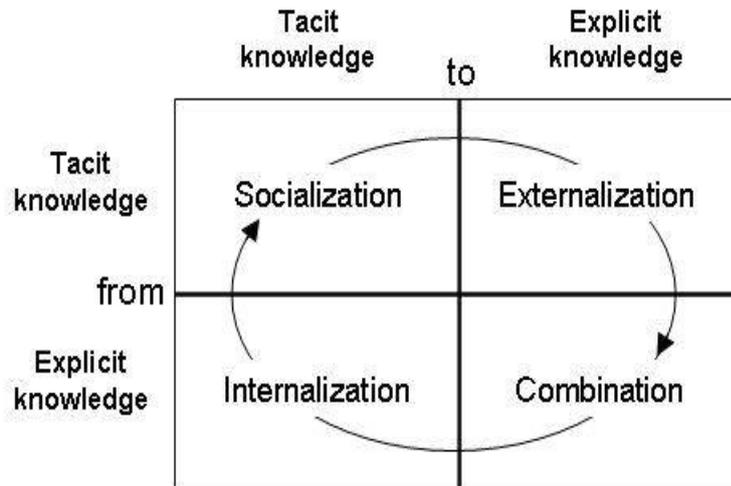 Tacit
knowledge
to
Explicit
knowledge
Tacit
knowledge
Socialization
Externalization
from
Explicit
knowledge
Internalization
Combination